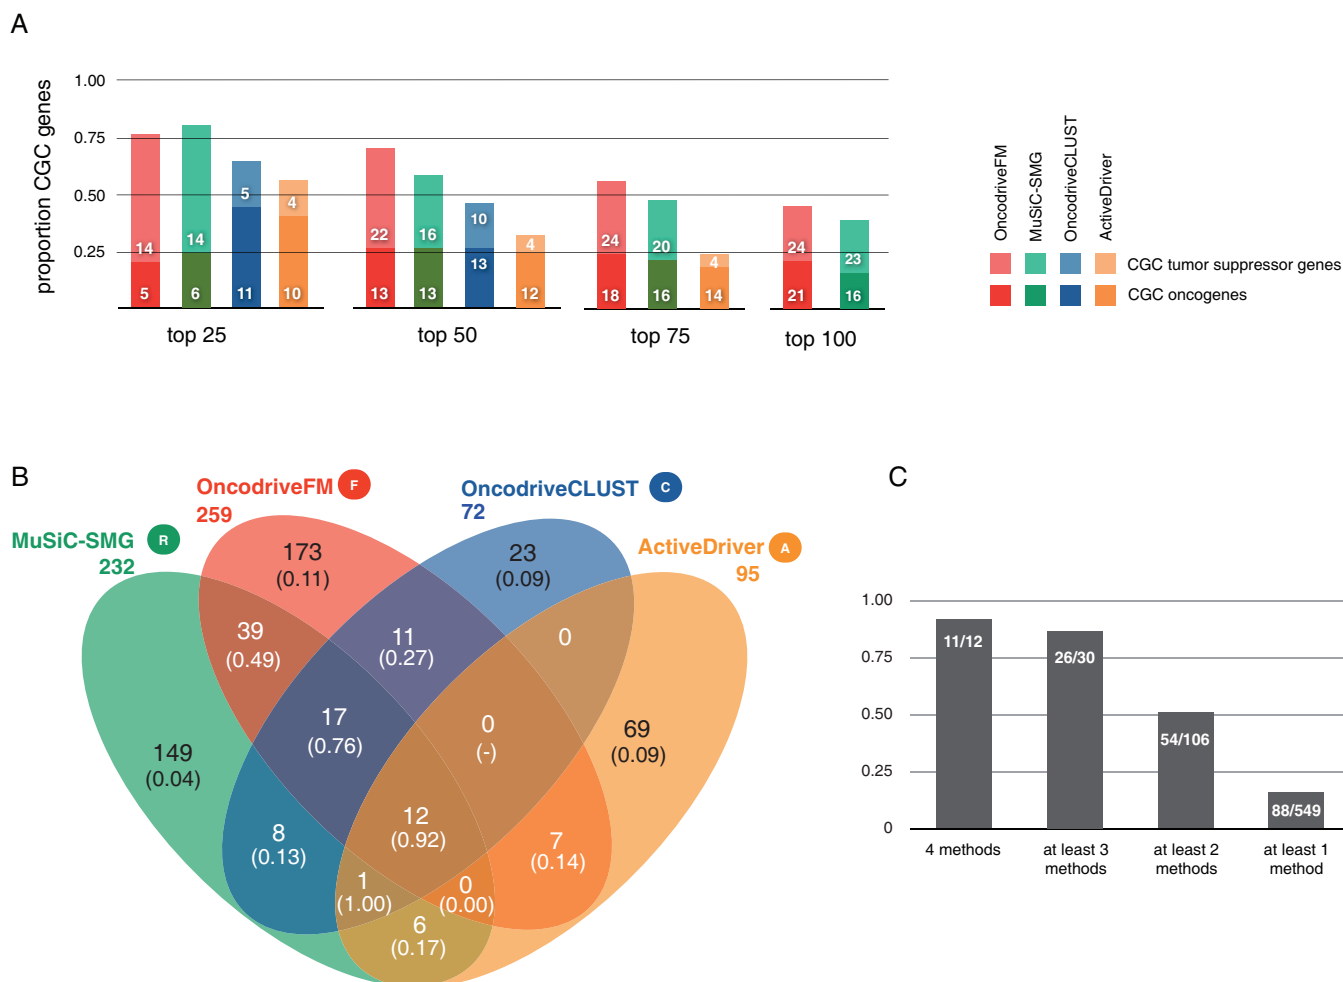 A
proportion CGC genes
1.00
0.75
0.50
0.25
14
5
14
6
5
11
4
10
22
13
16
13
10
13
4
12
24
18
20
16
4
14
24
21
23
16
top 25
top 50
top 75
top 100
OncodriveFM
MuSiC-SMG
OncodriveCLUST
ActiveDriver
CGC tumor suppressor genes
CGC oncogenes
B
MuSiC-SMG R
232
OncodriveFM F
259
OncodriveCLUST C
72
ActiveDriver A
95
173
(0.11)
23
(0.09)
39
(0.49)
11
(0.27)
0
17
(0.76)
0
(-)
69
(0.09)
149
(0.04)
12
(0.92)
8
(0.13)
7
(0.14)
1
(1.00)
0
(0.00)
6
(0.17)
C
1.00
0.75
0.50
0.25
0
11/12
26/30
54/106
88/549
4 methods
at least 3
methods
at least 2
methods
at least 1
method